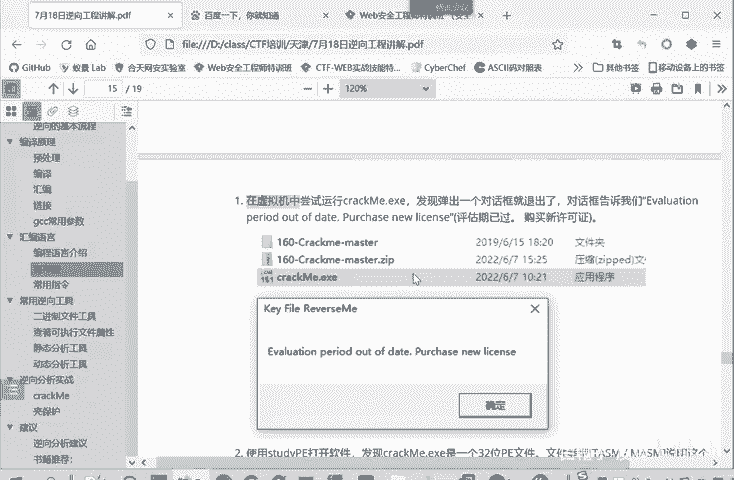 7月18日逆向工程讲解.pdf
百度一下，你就知道
Web安全工程师特训班
file:///D:/class/CTF培训/天津/7月18日逆向工程讲解.pdf
GitHub
蚁景 Lab
合天网安实验室
Web安全工程师特训班
CTF-WEB实战技能特...
CyberChef
ASCII码对照表
其他书签
移动设备上的书签
15 / 19
120%
逆向的基本流程
编译原理
预处理
编译
汇编
链接
gcc常用参数
汇编语言
编程语言介绍
常用指令
常用逆向工具
二进制文件工具
查看可执行文件属性
静态分析工具
动态分析工具
逆向分析实战
crackMe
壳保护
建议
逆向分析建议
书籍推荐:
1. 在虚拟机中尝试运行crackMe.exe，发现弹出一个对话框就退出了，对话框告诉我们“Evaluation
period out of date. Purchase new license”(评估期已过。 购买新许可证)。
160-Crackme-master 2019/6/15 18:20 文件夹
160-Crackme-master.zip 2022/6/7 15:25 压缩(zipped)文
crackMe.exe 2022/6/7 10:21 应用程序
Key File ReverseMe
Evaluation period out of date. Purchase new license
确定
2. 使用studyPE打开软件，发现crackMe.exe是一个32位PE文件，文件类型TASM / MASM